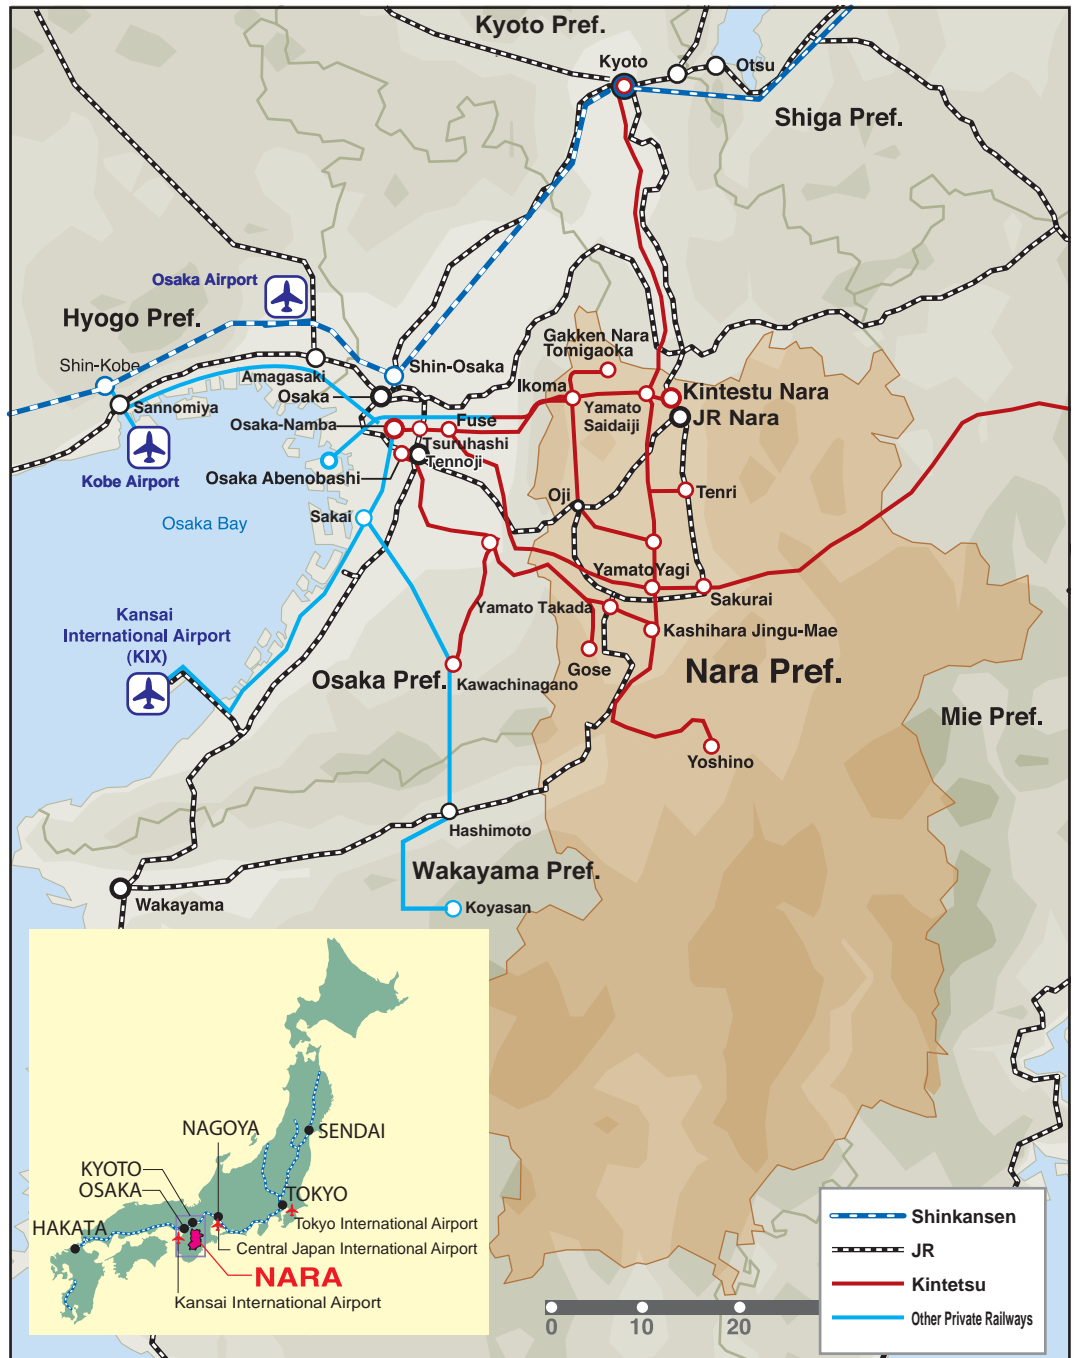 Kyoto Pref.
Kyoto
Otsu
Shiga Pref.
Osaka Airport
Hyogo Pref.
Shin-Kobe
Gakken Nara
Tomigaoka
Shin-Osaka
Amagasaki
Ikoma
Kintestu Nara
Osaka
Sannomiya
Yamato
Saidaiji
JR Nara
Osaka-Namba
Fuse
Tsuruhashi
Tennoji
Kobe Airport
Osaka Abenobashi
Oji
Tenri
Sakai
Osaka Bay
YamatoYagi
Sakurai
Kansai
International Airport
(KIX)
Yamato Takada
Kashihara Jingu-Mae
Gose
Nara Pref.
Osaka Pref.
Kawachinagano
Mie Pref.
Yoshino
Hashimoto
Wakayama Pref.
Wakayama
Koyasan
NAGOYA
SENDAI
KYOTO
OSAKA
TOKYO
HAKATA
Tokyo International Airport
Central Japan International Airport
NARA
Kansai International Airport
Shinkansen
JR
Kintetsu
Other Private Railways
0 10 20